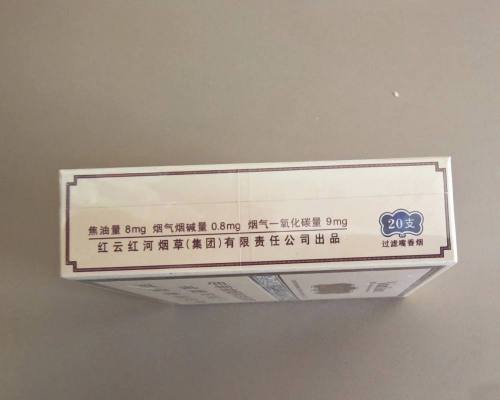 焦油量 8mg 烟气烟碱量 0.8mg 烟气一氧化碳量 9mg
红云红河烟草(集团)有限责任公司出品
20支
过滤嘴香烟